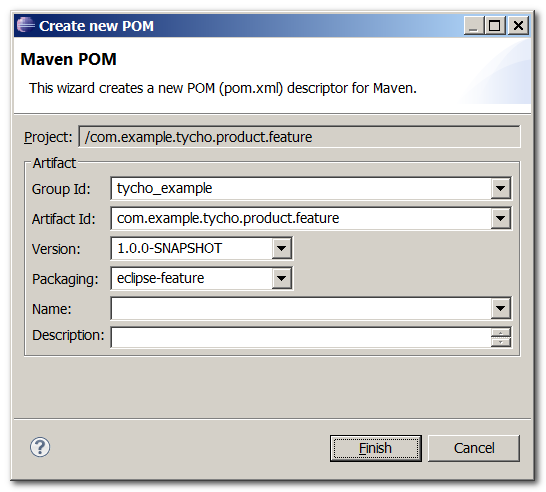 Create new POM
Maven POM
This wizard creates a new POM (pom.xml) descriptor for Maven.
Project: /com.example.tycho.product.feature
Artifact
Group Id: tycho_example
Artifact Id: com.example.tycho.product.feature
Version: 1.0.0-SNAPSHOT
Packaging: eclipse-feature
Name:
Description:
? Finish Cancel